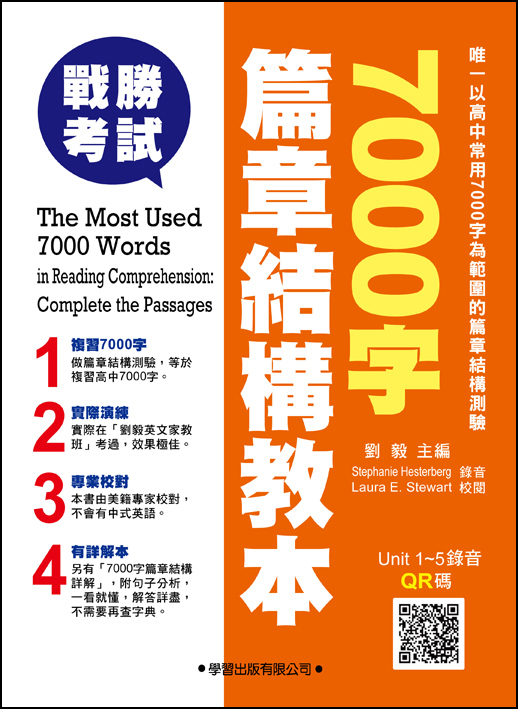 戰勝
考試
The Most Used
7000 Words
in Reading Comprehension:
Complete the Passages
1 複習7000字
做篇章結構測驗，等於
複習高中7000字。
2 實際演練
實際在「劉毅英文家教
班」考過，效果極佳。
3 專業校對
本書由美籍專家校對，
不會有中式英語。
4 有詳解本
另有「7000字篇章結構
詳解」，附句子分析，
一看就懂，解答詳盡，
不需要再查字典。
唯一以高中常用7000字為範圍的篇章結構測驗
7000字
篇章結構教本
劉 毅 主編
Stephanie Hesterberg 錄音
Laura E. Stewart 校閱
Unit 1~5錄音
QR碼
●學習出版有限公司●